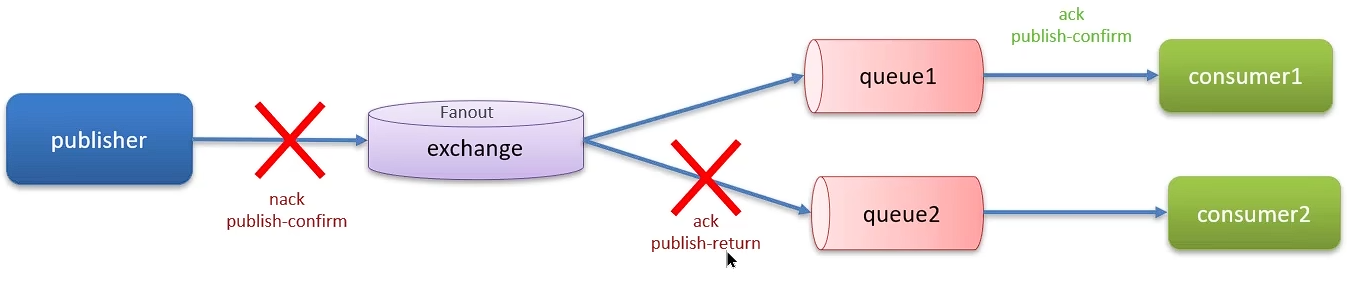 ack
publish-confirm
queue1
consumer1
Fanout
publisher
exchange
nack
publish-confirm
ack
publish-return
queue2
consumer2